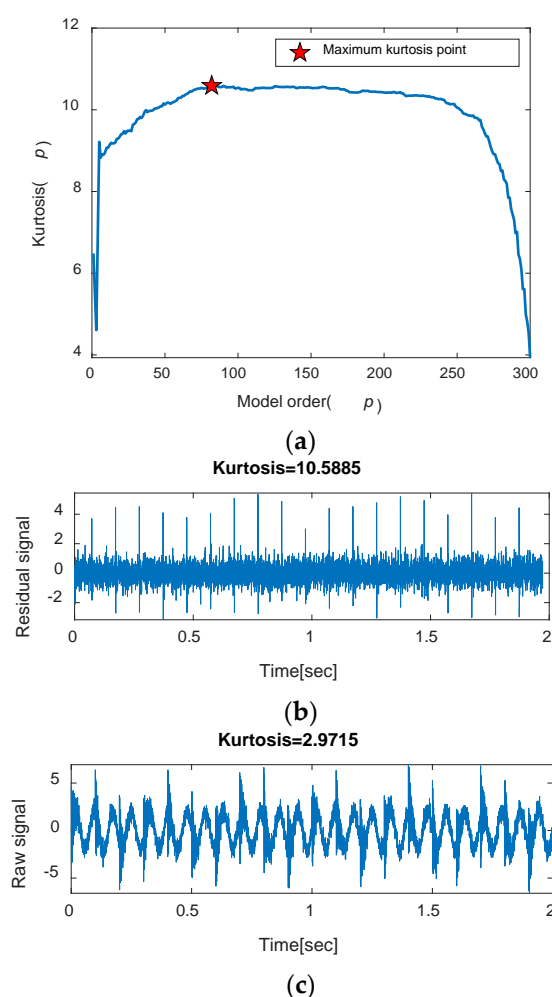 12
Maximum kurtosis point
10
Kurtosis( p)
8
6
4
0 50 100 150 200 250 300
Model order( p)
(a)
Kurtosis=10.5885
4
2
Residual signal
0
-2
0 0.5 1 1.5 2
Time[sec]
(b)
Kurtosis=2.9715
5
Raw signal
0
-5
0 0.5 1 1.5 2
Time[sec]
(c)